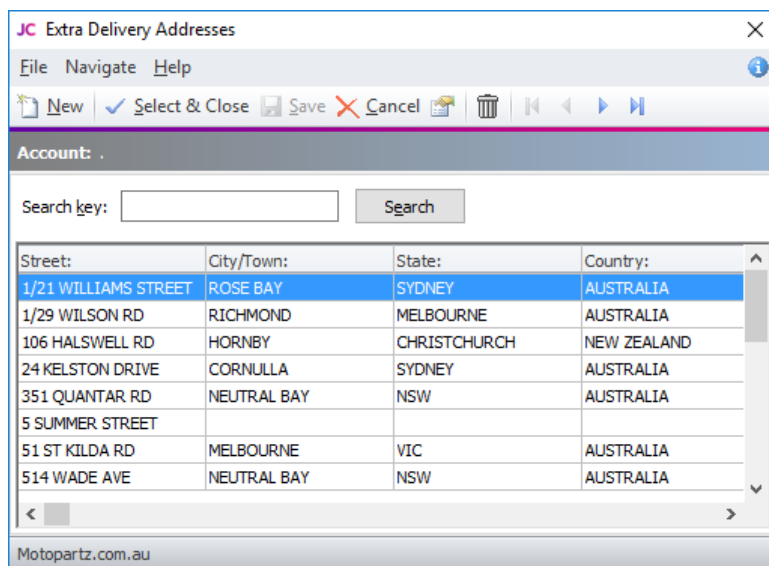 JC Extra Delivery Addresses
File Navigate Help
New Select & Close Save Cancel
Account: .
Search key: Search
Street: City/Town: State: Country:
1/21 WILLIAMS STREET ROSE BAY SYDNEY AUSTRALIA
1/29 WILSON RD RICHMOND MELBOURNE AUSTRALIA
106 HALSWELL RD HORNBY CHRISTCHURCH NEW ZEALAND
24 KELSTON DRIVE CORNULLA SYDNEY AUSTRALIA
351 QUANTAR RD NEUTRAL BAY NSW AUSTRALIA
5 SUMMER STREET
51 ST KILDA RD MELBOURNE VIC AUSTRALIA
514 WADE AVE NEUTRAL BAY NSW AUSTRALIA
Motopartz.com.au